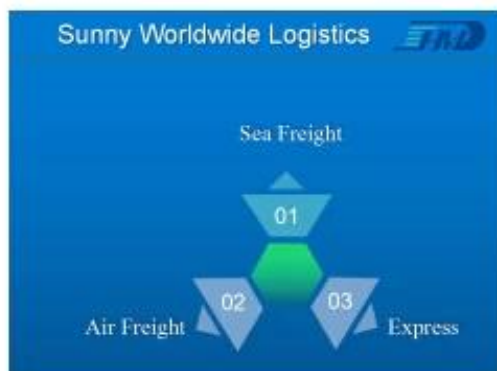 Sunny Worldwide Logistics
Sea Freight
01
02
03
Air Freight
Express